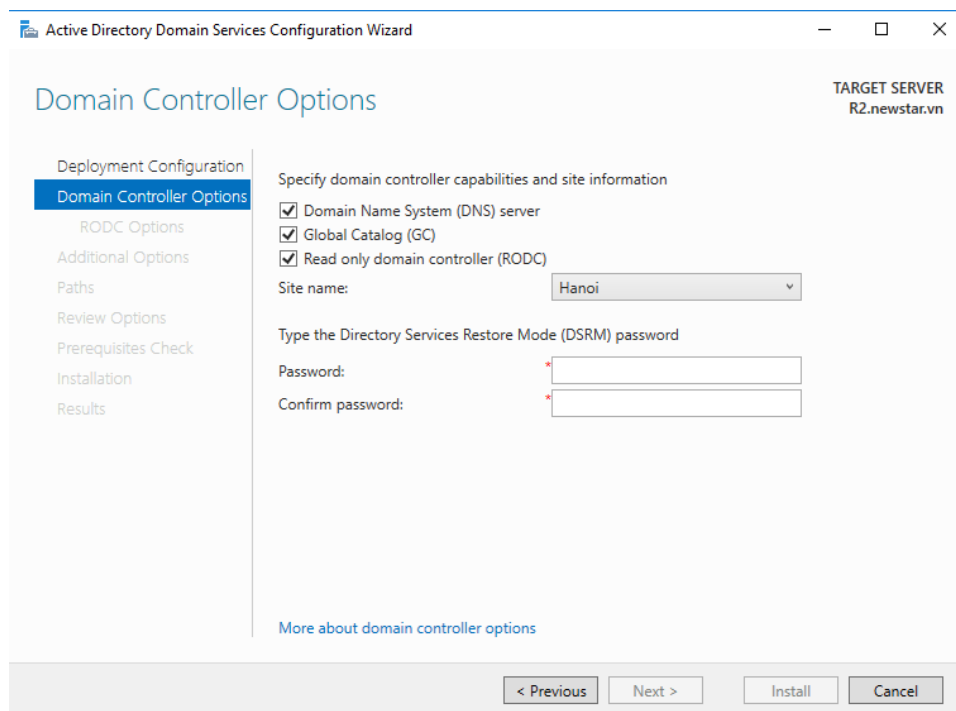 Active Directory Domain Services Configuration Wizard
Domain Controller Options
TARGET SERVER
R2.newstar.vn
Deployment Configuration
Domain Controller Options
RODC Options
Additional Options
Paths
Review Options
Prerequisites Check
Installation
Results
Specify domain controller capabilities and site information
Domain Name System (DNS) server
Global Catalog (GC)
Read only domain controller (RODC)
Site name: Hanoi
Type the Directory Services Restore Mode (DSRM) password
Password: *
Confirm password: *
More about domain controller options
< Previous Next > Install Cancel